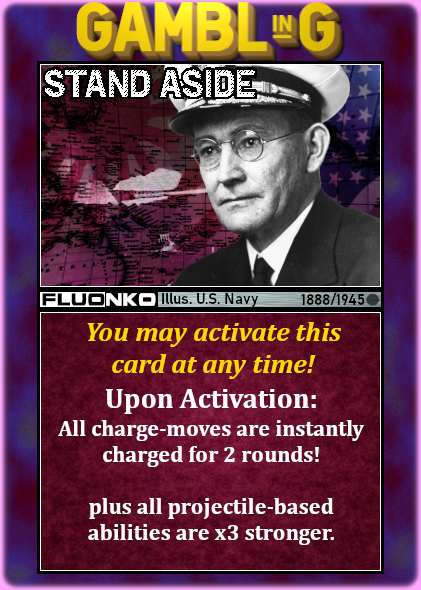 GAMBLinG
STAND ASIDE
FLUONKO Illus. U.S. Navy 1888/1945
You may activate this
card at any time!
Upon Activation:
All charge-moves are instantly
charged for 2 rounds!
plus all projectile-based
abilities are x3 stronger.